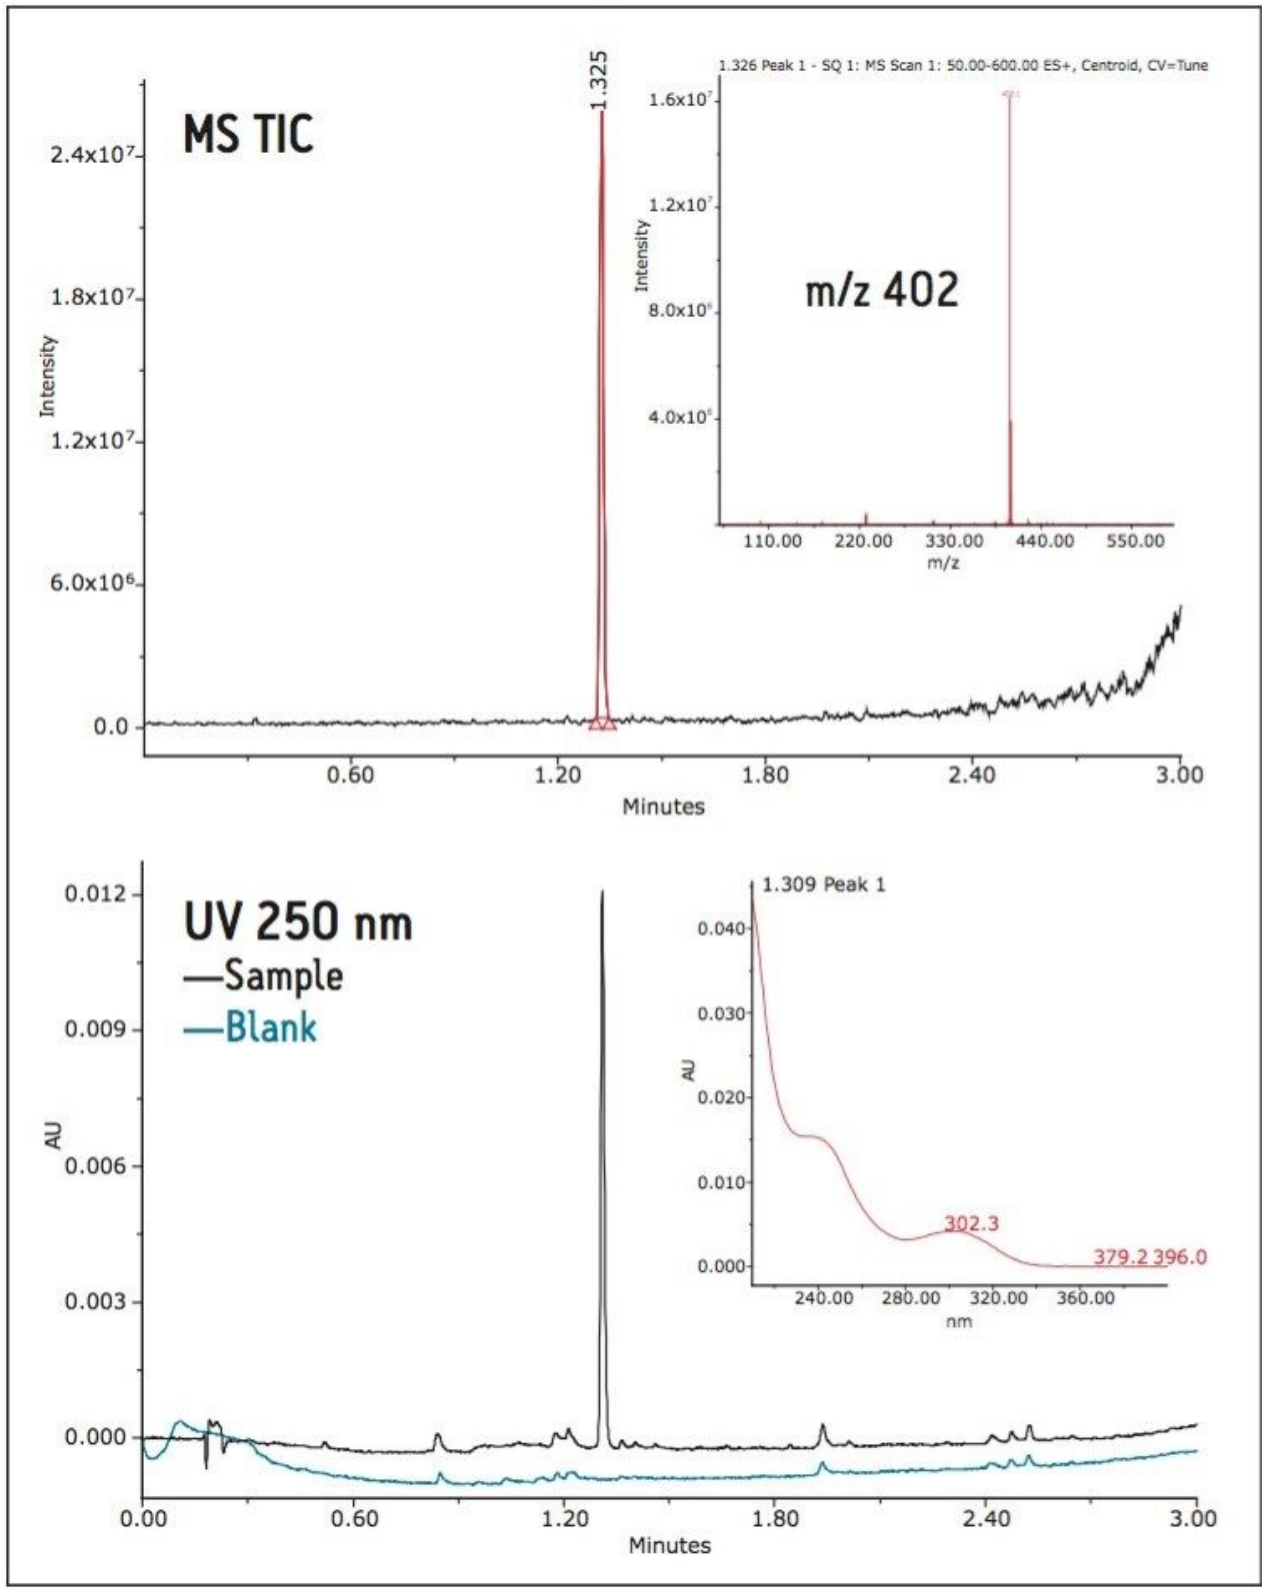 MS TIC
1.325
2.4x10⁷
1.8x10⁷
1.2x10⁷
6.0x10⁶
0.0
Intensity
0.60
1.20
1.80
2.40
3.00
Minutes
1.326 Peak 1 - SQ 1: MS Scan 1: 50.00-600.00 ES+, Centroid, CV=Tune
1.6x10⁷
1.2x10⁷
8.0x10⁶
4.0x10⁶
Intensity
m/z 402
110.00
220.00
330.00
440.00
550.00
m/z
UV 250 nm
Sample
Blank
0.012
0.009
0.006
0.003
0.000
AU
0.00
0.60
1.20
1.80
2.40
3.00
Minutes
1.309 Peak 1
0.040
0.030
0.020
0.010
0.000
AU
302.3
379.2 396.0
240.00
280.00
320.00
360.00
nm